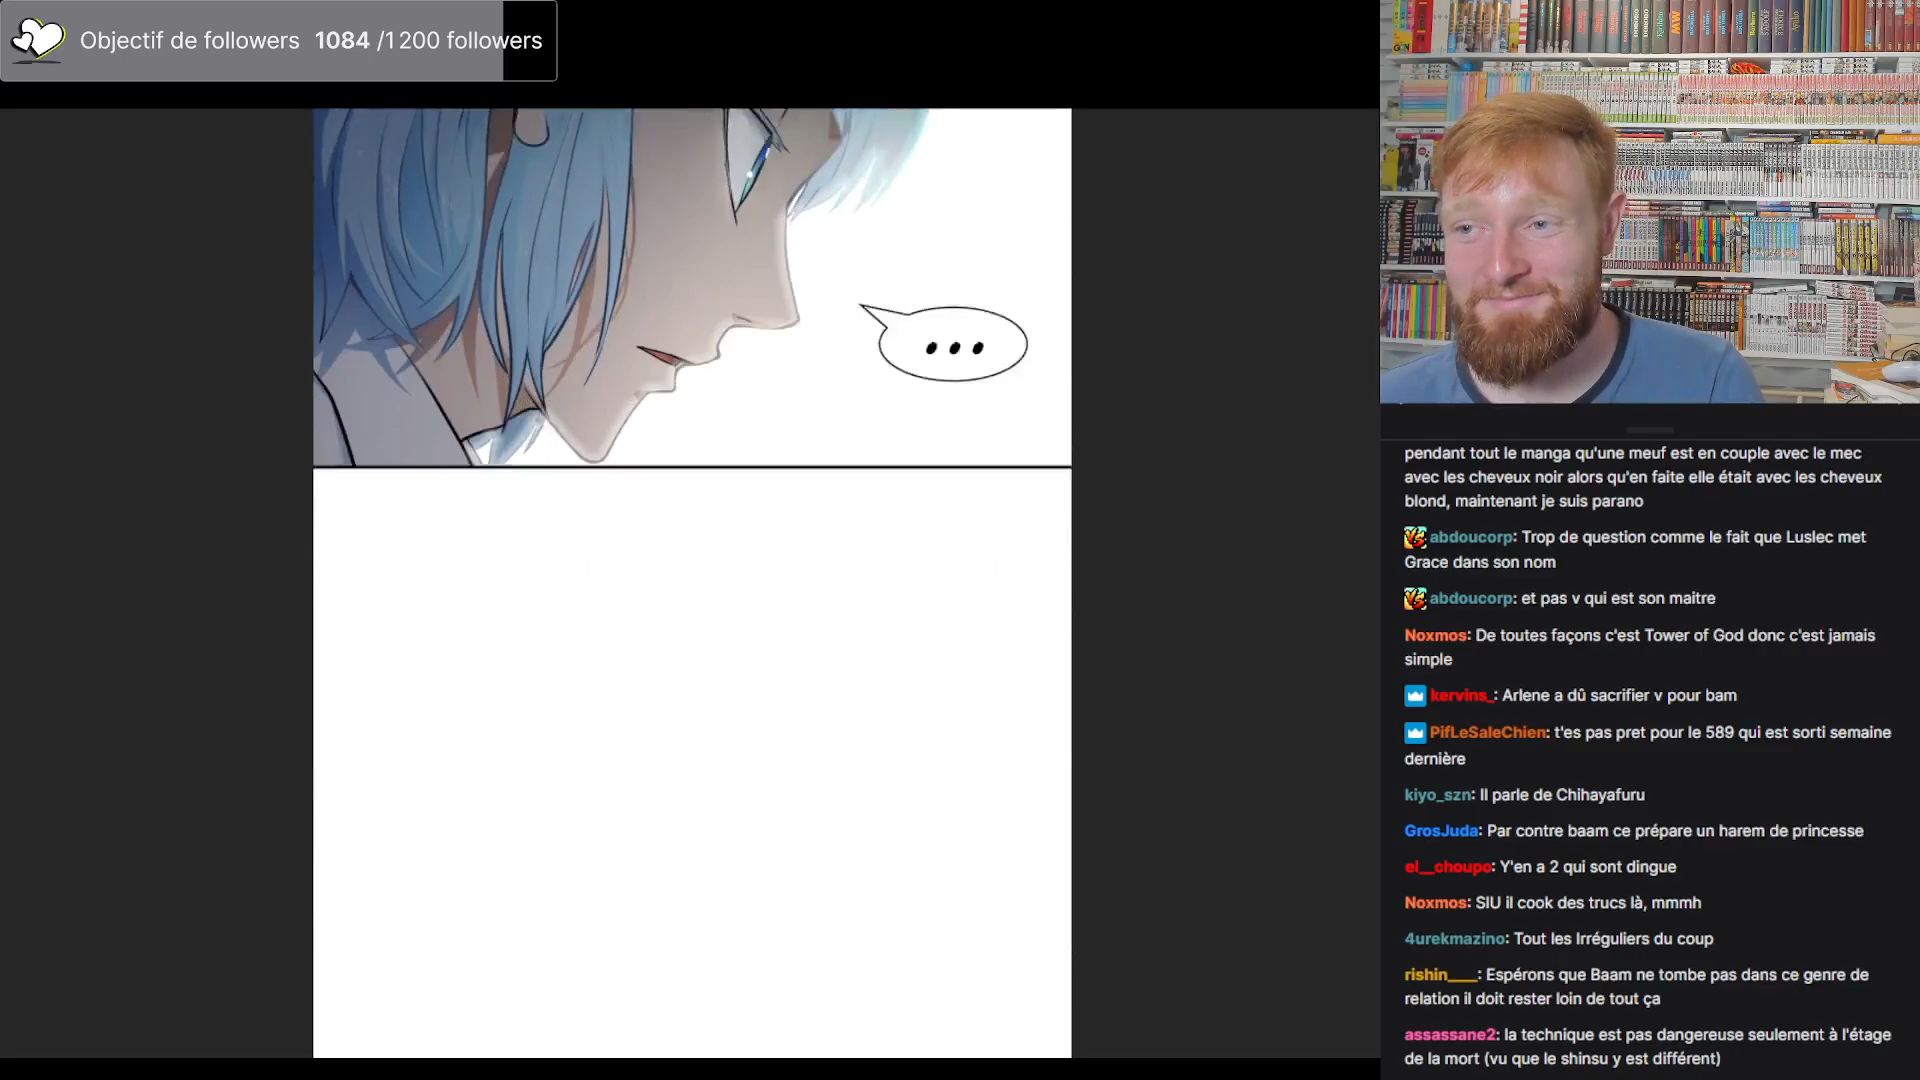 Objectif de followers 1084 /1 200 followers
...
pendant tout le manga qu'une meuf est en couple avec le mec
avec les cheveux noir alors qu'en faite elle était avec les cheveux
blond, maintenant je suis parano
abdoucorp: Trop de question comme le fait que Luslec met
Grace dans son nom
abdoucorp: et pas v qui est son maitre
Noxmos: De toutes façons c'est Tower of God donc c'est jamais
simple
kervins_: Arlene a dû sacrifier v pour bam
PifLeSaleChien: t'es pas pret pour le 589 qui est sorti semaine
dernière
kiyo_szn: Il parle de Chihayafuru
GrosJuda: Par contre baam ce prépare un harem de princesse
el__choupo: Y'en a 2 qui sont dingue
Noxmos: SIU il cook des trucs là, mmmh
4urekmazino: Tout les Irréguliers du coup
rishin____: Espérons que Baam ne tombe pas dans ce genre de
relation il doit rester loin de tout ça
assassane2: la technique est pas dangereuse seulement à l'étage
de la mort (vu que le shinsu y est différent)